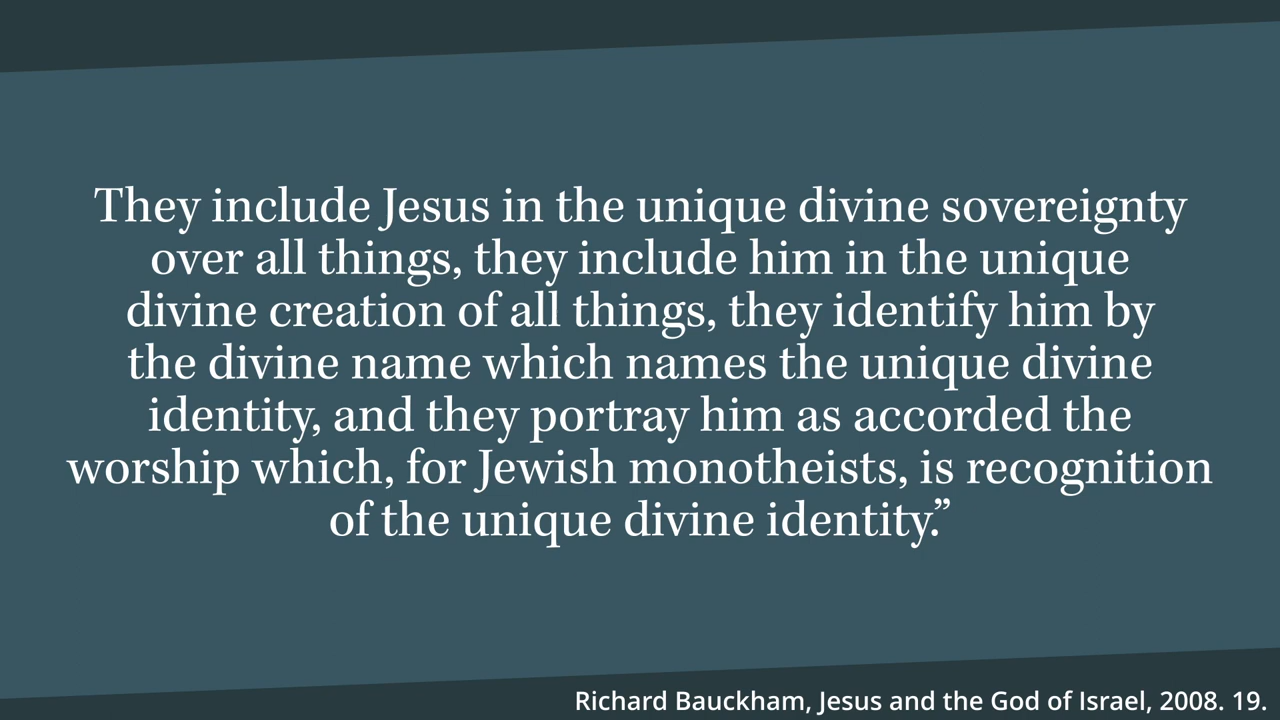 They include Jesus in the unique divine sovereignty
over all things, they include him in the unique
divine creation of all things, they identify him by
the divine name which names the unique divine
identity, and they portray him as accorded the
worship which, for Jewish monotheists, is recognition
of the unique divine identity.”
Richard Bauckham, Jesus and the God of Israel, 2008. 19.